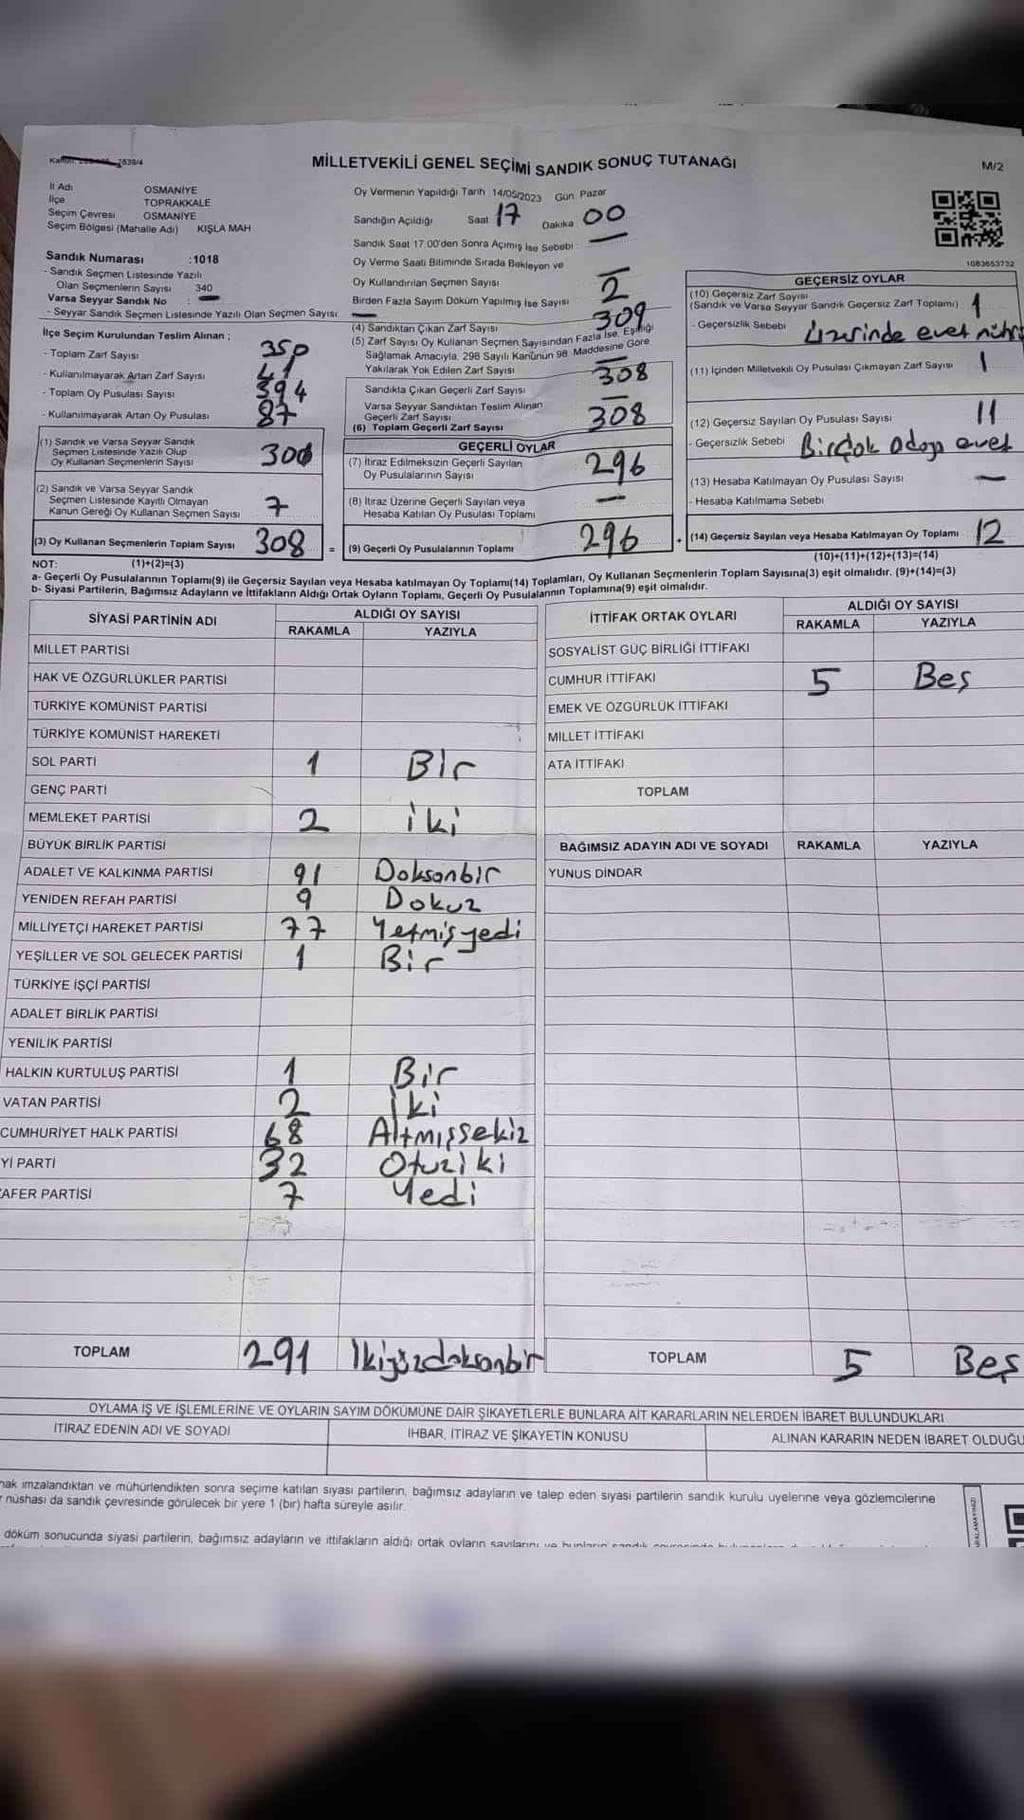 7639/4
MİLLETVEKİLİ GENEL SEÇİMİ SANDIK SONUÇ TUTANAĞI
M/2
İl Adı OSMANİYE
İlçe TOPRAKKALE
Seçim Çevresi OSMANİYE
Seçim Bölgesi (Mahalle Adı) KIŞLA MAH
Sandık Numarası :1018
- Sandık Seçmen Listesinde Yazılı
Olan Seçmenlerin Sayısı 340
Varsa Seyyar Sandık No : —
- Seyyar Sandık Seçmen Listesinde Yazılı Olan Seçmen Sayısı —
İlçe Seçim Kurulundan Teslim Alınan ;
- Toplam Zarf Sayısı 350
- Kullanılmayarak Artan Zarf Sayısı 41
- Toplam Oy Pusulası Sayısı 394
- Kullanılmayarak Artan Oy Pusulası 87
(1) Sandık ve Varsa Seyyar Sandık
Seçmen Listesinde Yazılı Olup
Oy Kullanan Seçmenlerin Sayısı
(2) Sandık ve Varsa Seyyar Sandık
Seçmen Listesinde Kayıtlı Olmayan
Kanun Gereği Oy Kullanan Seçmen Sayısı 7
(3) Oy Kullanan Seçmenlerin Toplam Sayısı 308 =
Oy Vermenin Yapıldığı Tarih 14/05/2023 Gün Pazar
Sandığın Açıldığı Saat 17 Dakika 00
Sandık Saat 17:00'den Sonra Açımış İse Sebebi —
Oy Verme Saati Bitiminde Sırada Bekleyen ve
Oy Kullandırılan Seçmen Sayısı —
Birden Fazla Sayım Döküm Yapılmış İse Sayısı 2
(4) Sandıktan Çıkan Zarf Sayısı 309
(5) Zarf Sayısı Oy Kullanan Seçmen Sayısından Fazla İse, Eşitliği
Sağlamak Amacıyla, 298 Sayılı Kanunun 98. Maddesine Göre
Yakılarak Yok Edilen Zarf Sayısı —
Sandıkta Çıkan Geçerli Zarf Sayısı 308
Varsa Seyyar Sandıktan Teslim Alınan
Geçerli Zarf Sayısı —
(6) Toplam Geçerli Zarf Sayısı 308
GEÇERLİ OYLAR
(7) İtiraz Edilmeksizin Geçerli Sayılan
Oy Pusulalarının Sayısı 296
(8) İtiraz Üzerine Geçerli Sayılan veya
Hesaba Katılan Oy Pusulası Toplamı —
(9) Geçerli Oy Pusulalarının Toplamı 296 +
1083653732
GEÇERSİZ OYLAR
(10) Geçersiz Zarf Sayısı
(Sandık ve Varsa Seyyar Sandık Geçersiz Zarf Toplamı) 1
- Geçersizlik Sebebi Üzerinde evet
(11) İçinden Milletvekili Oy Pusulası Çıkmayan Zarf Sayısı 1
(12) Geçersiz Sayılan Oy Pusulası Sayısı 11
- Geçersizlik Sebebi Birçok adaya evet
(13) Hesaba Katılmayan Oy Pusulası Sayısı —
- Hesaba Katılmama Sebebi
(14) Geçersiz Sayılan veya Hesaba Katılmayan Oy Toplamı 12
(10)+(11)+(12)+(13)=(14)
NOT: (1)+(2)=(3)
a- Geçerli Oy Pusulalarının Toplamı(9) ile Geçersiz Sayılan veya Hesaba katılmayan Oy Toplamı(14) Toplamları, Oy Kullanan Seçmenlerin Toplam Sayısına(3) eşit olmalıdır. (9)+(14)=(3)
b- Siyasi Partilerin, Bağımsız Adayların ve İttifakların Aldığı Ortak Oyların Toplamı, Geçerli Oy Pusulalarının Toplamına(9) eşit olmalıdır.
SİYASİ PARTİNİN ADI ALDIĞI OY SAYISI
RAKAMLA YAZIYLA
MİLLET PARTİSİ
HAK VE ÖZGÜRLÜKLER PARTİSİ
TÜRKİYE KOMÜNİST PARTİSİ
TÜRKİYE KOMÜNİST HAREKETİ
SOL PARTİ 1 Bir
GENÇ PARTİ
MEMLEKET PARTİSİ 2 iki
BÜYÜK BİRLİK PARTİSİ
ADALET VE KALKINMA PARTİSİ 91 Doksanbir
YENİDEN REFAH PARTİSİ 9 Dokuz
MİLLİYETÇİ HAREKET PARTİSİ 77 Yetmişyedi
YEŞİLLER VE SOL GELECEK PARTİSİ 1 Bir
TÜRKİYE İŞÇİ PARTİSİ
ADALET BİRLİK PARTİSİ
YENİLİK PARTİSİ
HALKIN KURTULUŞ PARTİSİ 1 Bir
VATAN PARTİSİ 2 İki
CUMHURİYET HALK PARTİSİ 68 Altmışsekiz
Yİ PARTİ 32 Otuziki
AFER PARTİSİ 7 Yedi
TOPLAM 291 İkiyüzdoksanbir
İTTİFAK ORTAK OYLARI ALDIĞI OY SAYISI
RAKAMLA YAZIYLA
SOSYALİST GÜÇ BİRLİĞİ İTTİFAKI
CUMHUR İTTİFAKI 5 Beş
EMEK VE ÖZGÜRLÜK İTTİFAKI
MİLLET İTTİFAKI
ATA İTTİFAKI
TOPLAM
BAĞIMSIZ ADAYIN ADI VE SOYADI RAKAMLA YAZIYLA
YUNUS DİNDAR
TOPLAM 5 Beş
OYLAMA İŞ VE İŞLEMLERİNE VE OYLARIN SAYIM DÖKÜMÜNE DAİR ŞİKAYETLERLE BUNLARA AİT KARARLARIN NELERDEN İBARET BULUNDUKLARI
İTİRAZ EDENİN ADI VE SOYADI İHBAR, İTİRAZ VE ŞİKAYETİN KONUSU ALINAN KARARIN NEDEN İBARET OLDUĞU
nak imzalandıktan ve mühürlendikten sonra seçime katılan siyasi partilerin, bağımsız adayların ve talep eden siyasi partilerin sandık kurulu üyelerine veya gözlemcilerine
nüshası da sandık çevresinde görülecek bir yere 1 (bir) hafta süreyle asılır.
döküm sonucunda siyasi partilerin, bağımsız adayların ve ittifakların aldığı ortak oyların sayılarını